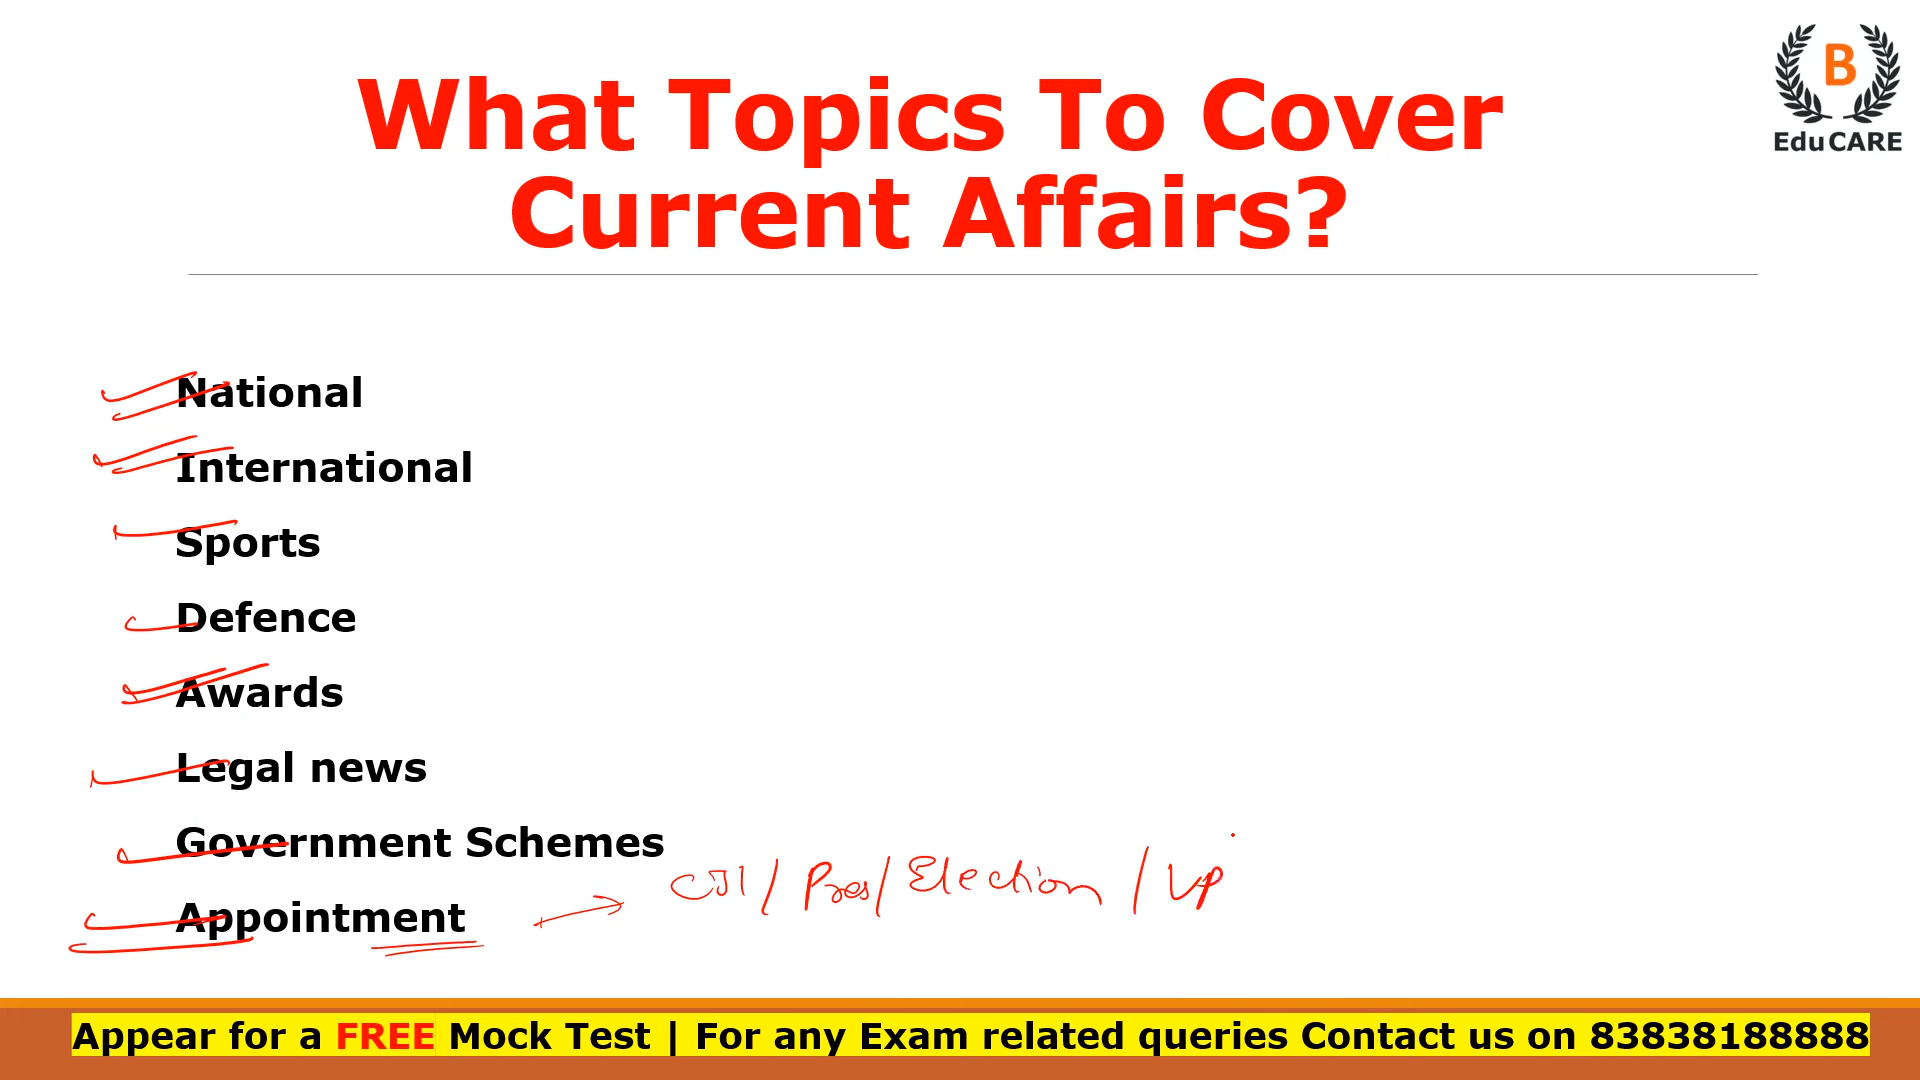 B
EduCARE
What Topics To Cover
Current Affairs?
National
International
Sports
Defence
Awards
Legal news
Government Schemes
Appointment → CJI / Pres / Election / VP
Appear for a FREE Mock Test | For any Exam related queries Contact us on 83838188888